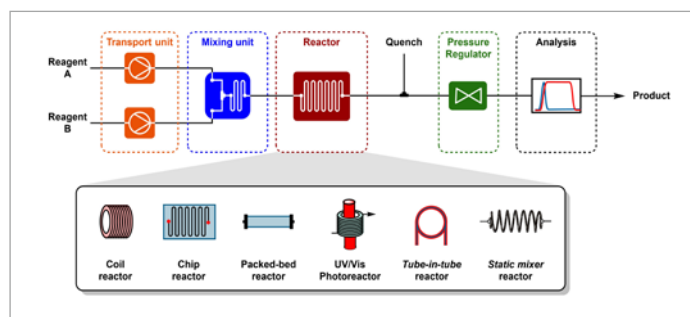 Transport unit
Mixing unit
Reactor
Quench
Pressure
Regulator
Analysis
Reagent
A
Reagent
B
Product
Coil
reactor
Chip
reactor
Packed-bed
reactor
UV/Vis
Photoreactor
Tube-in-tube
reactor
Static mixer
reactor